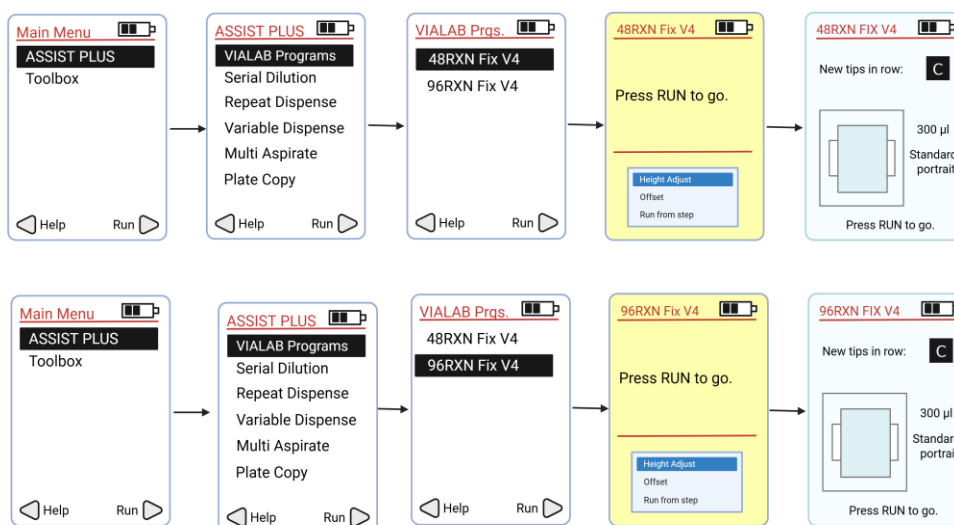 Main Menu
ASSIST PLUS
Toolbox
Help Run
ASSIST PLUS
VIALAB Programs
Serial Dilution
Repeat Dispense
Variable Dispense
Multi Aspirate
Plate Copy
Help Run
VIALAB Prgs.
48RXN Fix V4
96RXN Fix V4
Help Run
48RXN Fix V4
Press RUN to go.
Height Adjust
Offset
Run from step
48RXN FIX V4
New tips in row: C
300 µl
Standard
portrait
Press RUN to go.
Main Menu
ASSIST PLUS
Toolbox
Help Run
ASSIST PLUS
VIALAB Programs
Serial Dilution
Repeat Dispense
Variable Dispense
Multi Aspirate
Plate Copy
Help Run
VIALAB Prgs.
48RXN Fix V4
96RXN Fix V4
Help Run
96RXN Fix V4
Press RUN to go.
Height Adjust
Offset
Run from step
96RXN FIX V4
New tips in row: C
300 µl
Standard
portrait
Press RUN to go.